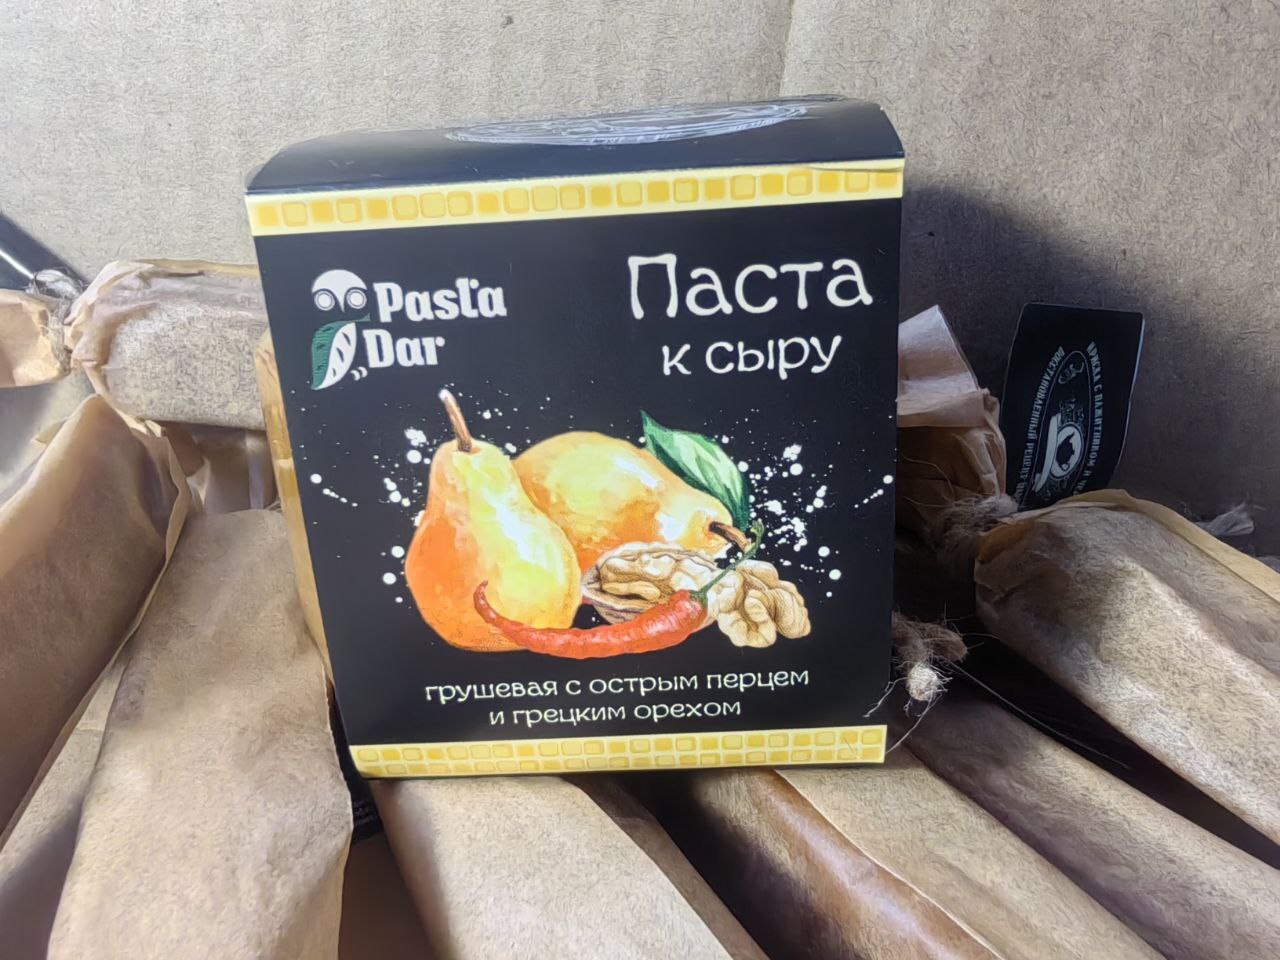 Pasta
Dar
Паста
к сыру
грушевая с острым перцем
и грецким орехом